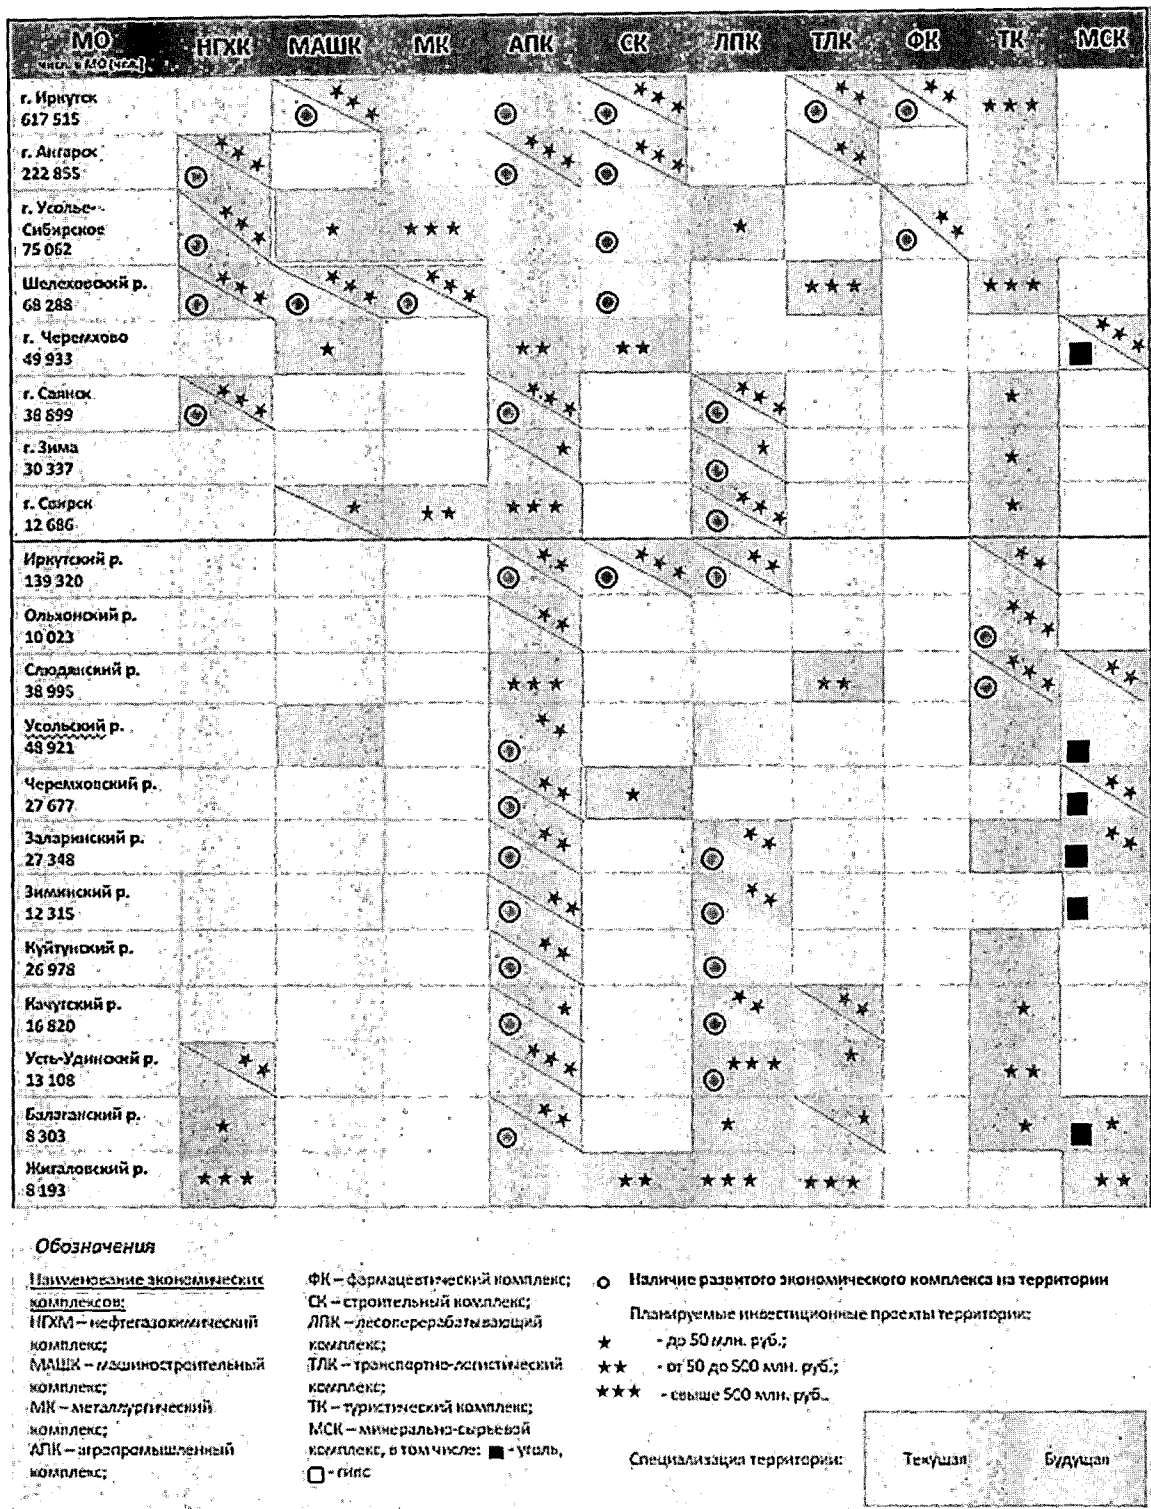 МО НГХК МАШК МК АПК СК ЛПК ТЛК ФК ТК МСК
числ. в МО (чел.)
г. Иркутск
617 515
г. Ангарск
222 855
г. Усолье-
Сибирское
75 062
Шелеховский р.
68 288
г. Черемхово
49 933
г. Саянск
38 899
г. Зима
30 337
г. Свирск
12 686
Иркутский р.
139 320
Ольхонский р.
10 023
Слюдянский р.
38 995
Усольский р.
48 921
Черемховский р.
27 677
Заларинский р.
27 348
Зиминский р.
12 315
Куйтунский р.
26 978
Качугский р.
16 820
Усть-Удинский р.
13 108
Балаганский р.
8 303
Жигаловский р.
8 193
Обозначения
Наименование экономических
комплексов:
НГХМ – нефтегазохимический
комплекс;
МАШК – машиностроительный
комплекс;
МК – металлургический
комплекс;
АПК – агропромышленный
комплекс;
ФК – фармацевтический комплекс;
СК – строительный комплекс;
ЛПК – лесоперерабатывающий
комплекс;
ТЛК – транспортно-логистический
комплекс;
ТК – туристический комплекс;
МСК – минерально-сырьевой
комплекс, в том числе: - уголь,
- гипс
Наличие развитого экономического комплекса на территории
Планируемые инвестиционные проекты территории:
- до 50 млн. руб.;
- от 50 до 500 млн. руб.;
- свыше 500 млн. руб..
Специализация территории: Текущая Будущая